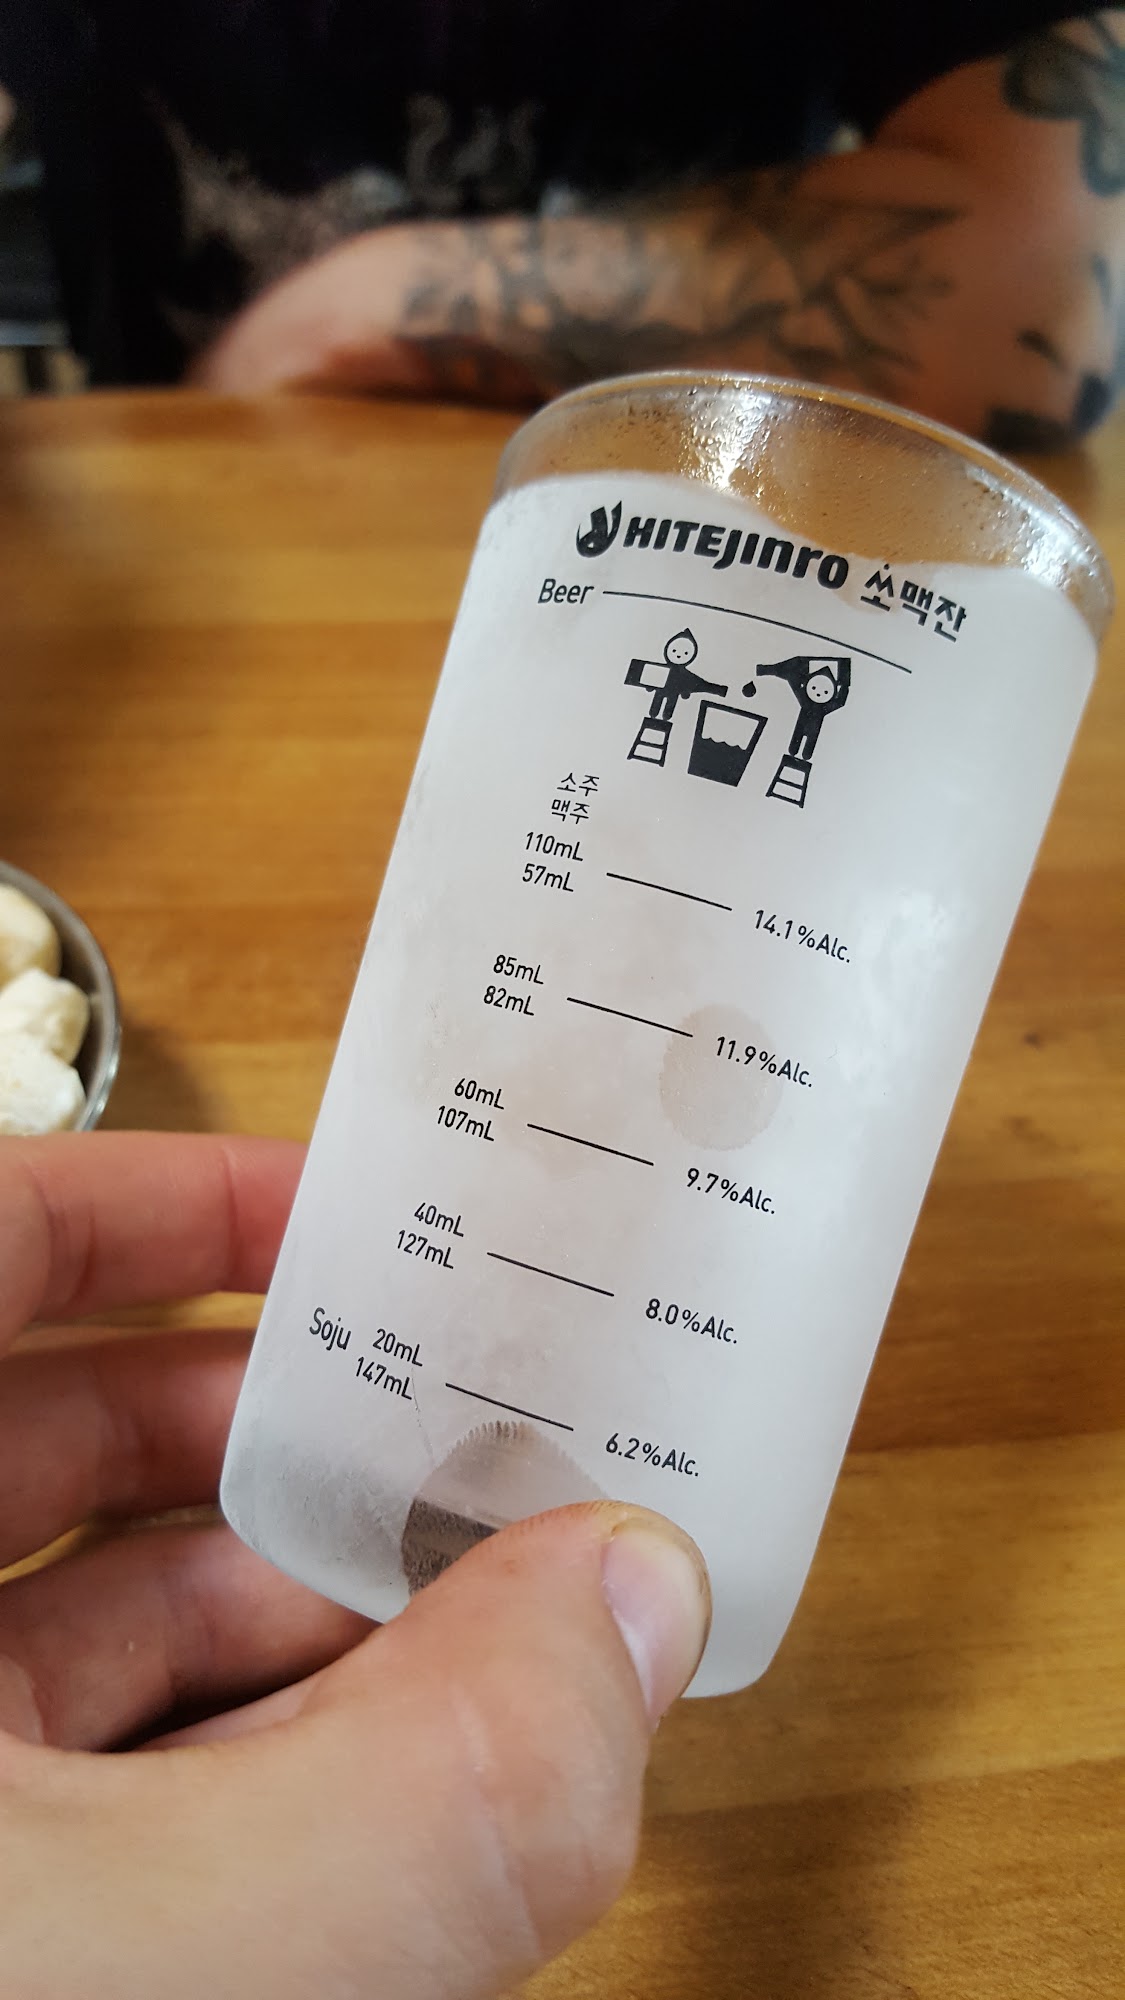 HITEJINRO 쏘맥잔
Beer
소주
맥주
110mL
57mL
14.1%Alc.
85mL
82mL
11.9%Alc.
60mL
107mL
9.7%Alc.
40mL
127mL
8.0%Alc.
Soju 20mL
147mL
6.2%Alc.